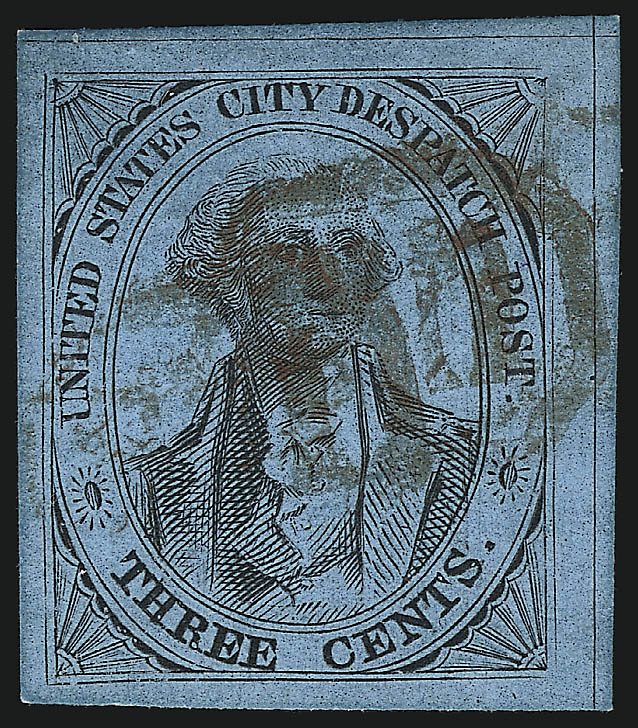 UNITED STATES CITY DESPATCH POST.
THREE CENTS.